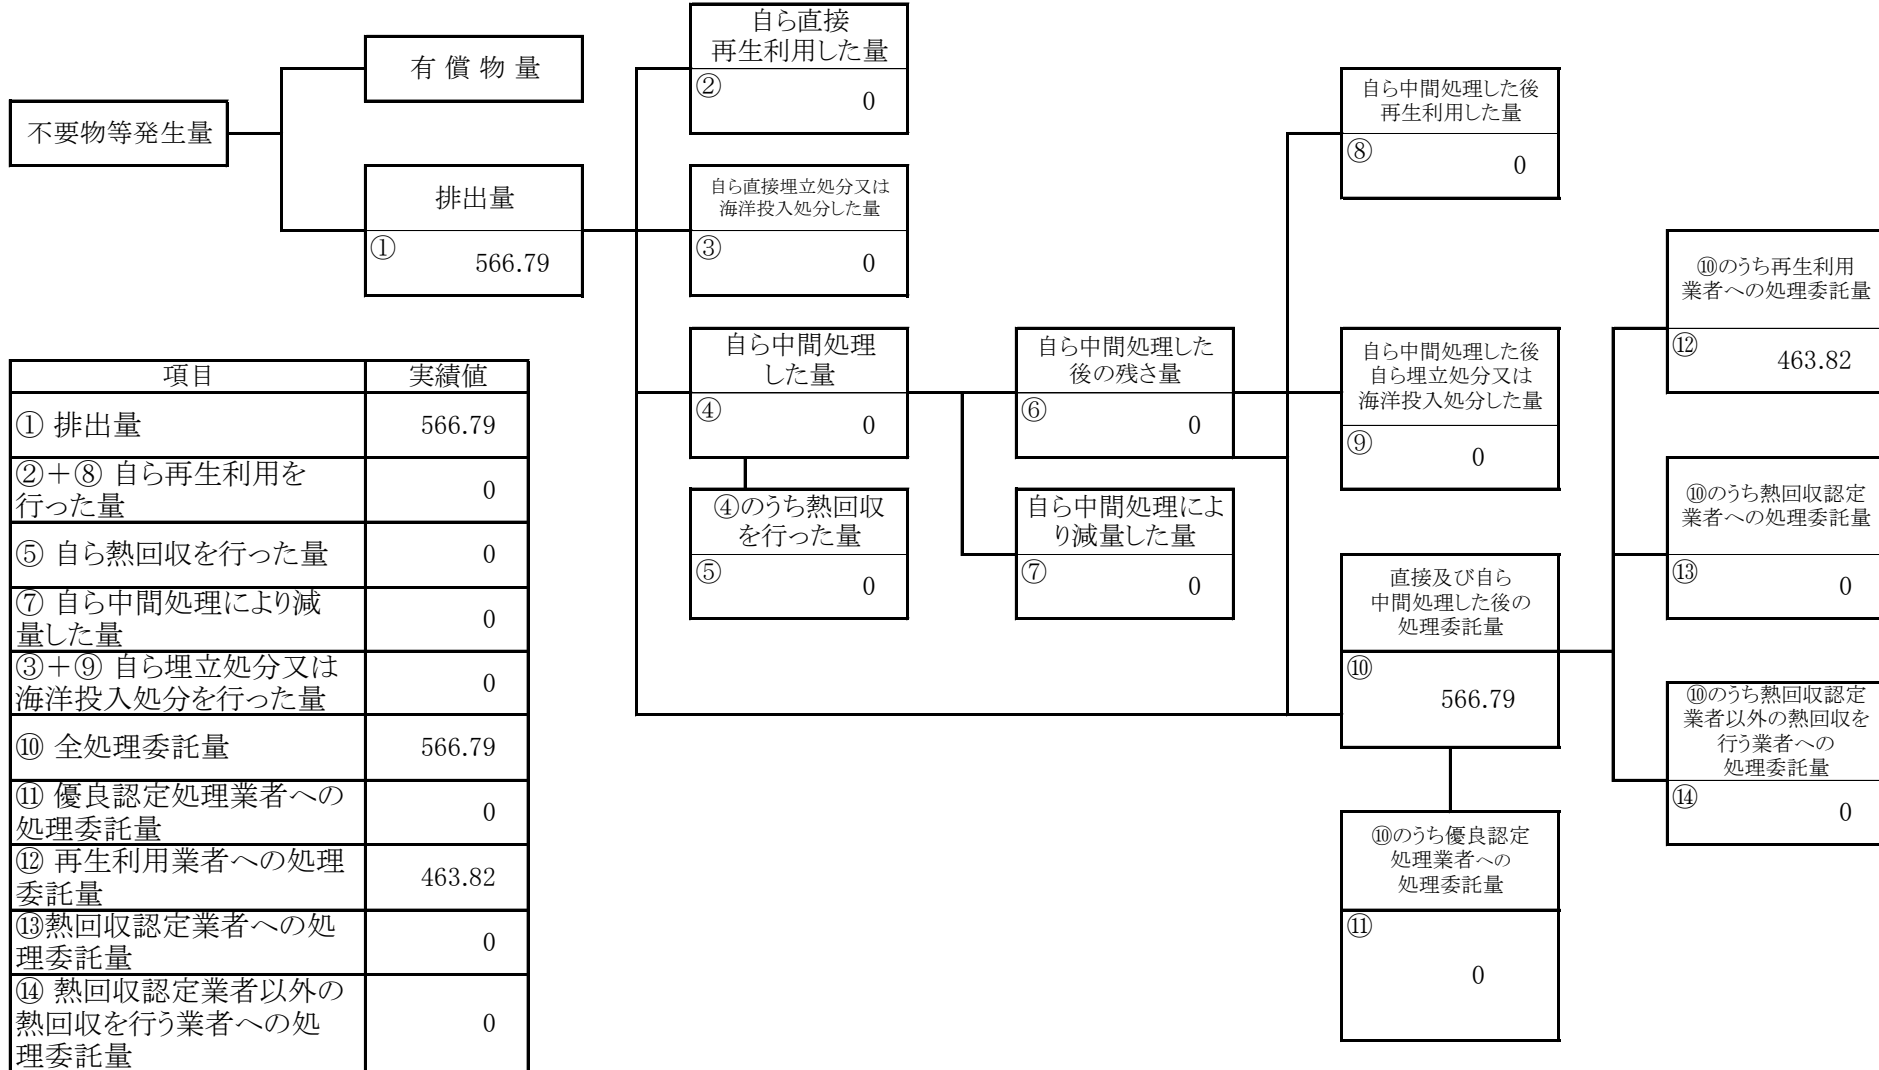 不要物等発生量
有 償 物 量
排出量
①
566.79
自ら直接
再生利用した量
②
0
自ら直接埋立処分又は
海洋投入処分した量
③
0
自ら中間処理
した量
④
0
④のうち熱回収
を行った量
⑤
0
自ら中間処理した
後の残さ量
⑥
0
自ら中間処理によ
り減量した量
⑦
0
自ら中間処理した後
再生利用した量
⑧
0
自ら中間処理した後
自ら埋立処分又は
海洋投入処分した量
⑨
0
直接及び自ら
中間処理した後の
処理委託量
⑩
566.79
⑩のうち優良認定
処理業者への
処理委託量
⑪
0
⑩のうち再生利用
業者への処理委託量
⑫
463.82
⑩のうち熱回収認定
業者への処理委託量
⑬
0
⑩のうち熱回収認定
業者以外の熱回収を
行う業者への
処理委託量
⑭
0
項目 実績値
① 排出量 566.79
②＋⑧ 自ら再生利用を
行った量 0
⑤ 自ら熱回収を行った量 0
⑦ 自ら中間処理により減
量した量 0
③＋⑨ 自ら埋立処分又は
海洋投入処分を行った量 0
⑩ 全処理委託量 566.79
⑪ 優良認定処理業者への
処理委託量 0
⑫ 再生利用業者への処理
委託量 463.82
⑬熱回収認定業者への処
理委託量 0
⑭ 熱回収認定業者以外の
熱回収を行う業者への処
理委託量 0